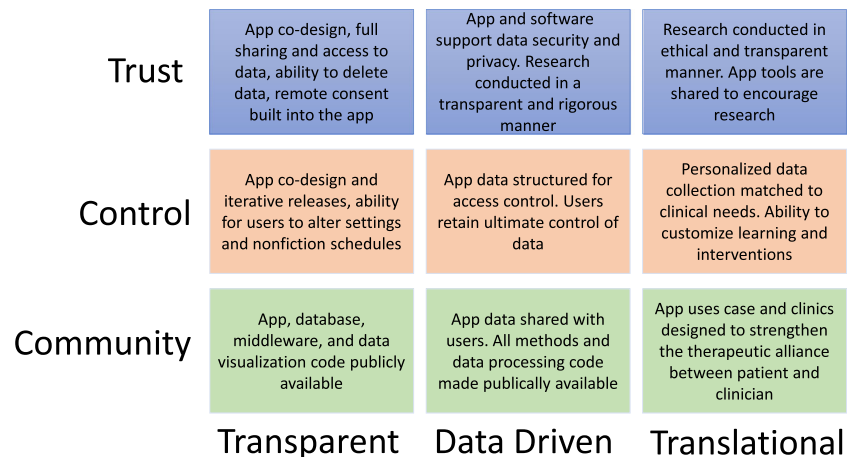 Trust
App co-design, full
sharing and access to
data, ability to delete
data, remote consent
built into the app
App and software
support data security and
privacy. Research
conducted in a
transparent and rigorous
manner
Research conducted in
ethical and transparent
manner. App tools are
shared to encourage
research
Control
App co-design and
iterative releases, ability
for users to alter settings
and nonfiction schedules
App data structured for
access control. Users
retain ultimate control of
data
Personalized data
collection matched to
clinical needs. Ability to
customize learning and
interventions
Community
App, database,
middleware, and data
visualization code publicly
available
App data shared with
users. All methods and
data processing code
made publically available
App uses case and clinics
designed to strengthen
the therapeutic alliance
between patient and
clinician
Transparent
Data Driven
Translational